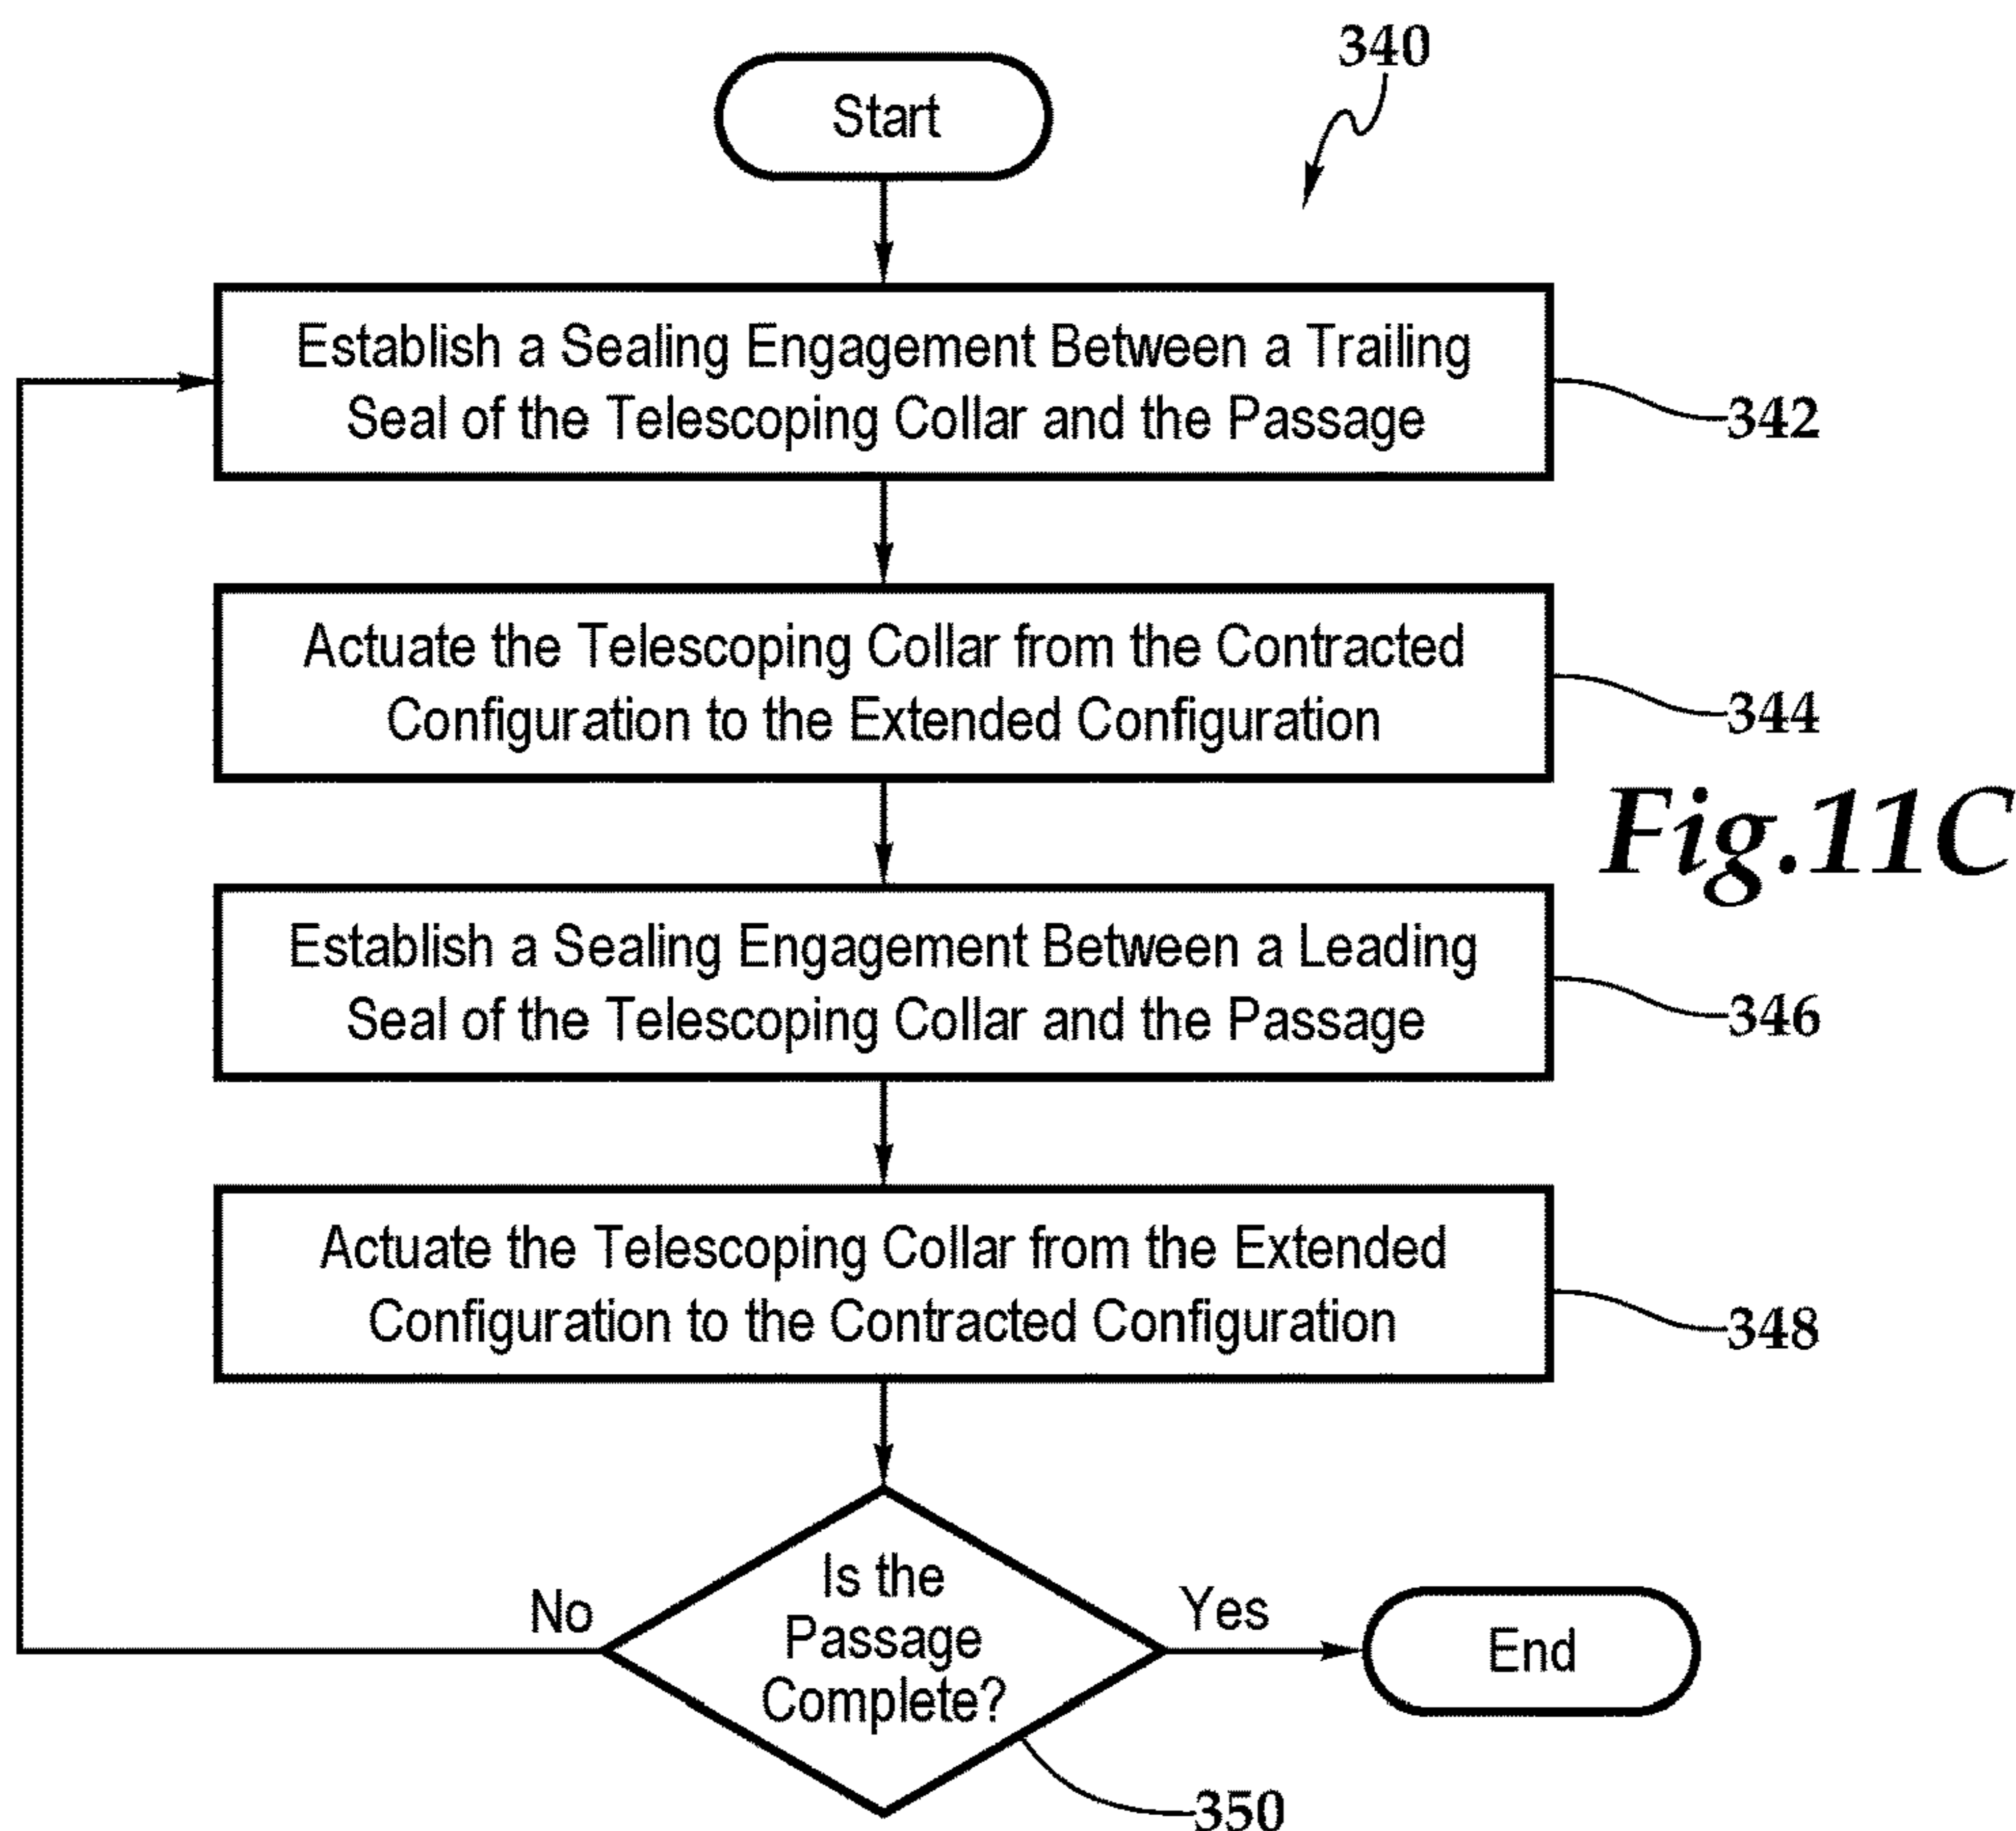 340
Start
Establish a Sealing Engagement Between a Trailing
Seal of the Telescoping Collar and the Passage
342
Actuate the Telescoping Collar from the Contracted
Configuration to the Extended Configuration
344
Fig.11C
Establish a Sealing Engagement Between a Leading
Seal of the Telescoping Collar and the Passage
346
Actuate the Telescoping Collar from the Extended
Configuration to the Contracted Configuration
348
Is the
Passage
Complete?
No
Yes
End
350